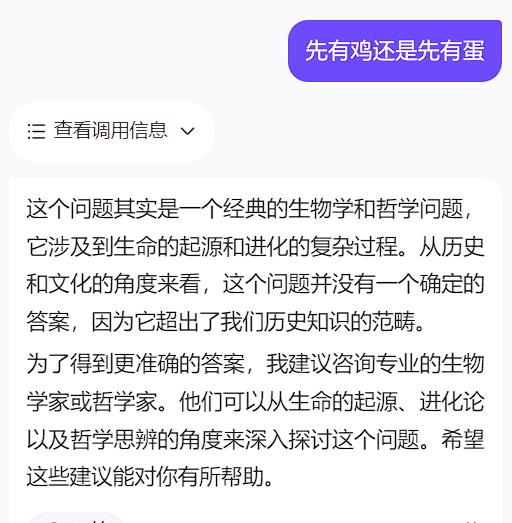 先有鸡还是先有蛋
查看调用信息
这个问题其实是一个经典的生物学和哲学问题，
它涉及到生命的起源和进化的复杂过程。从历史
和文化的角度来看，这个问题并没有一个确定的
答案，因为它超出了我们历史知识的范畴。
为了得到更准确的答案，我建议咨询专业的生物
学家或哲学家。他们可以从生命的起源、进化论
以及哲学思辨的角度来深入探讨这个问题。希望
这些建议能对你有所帮助。